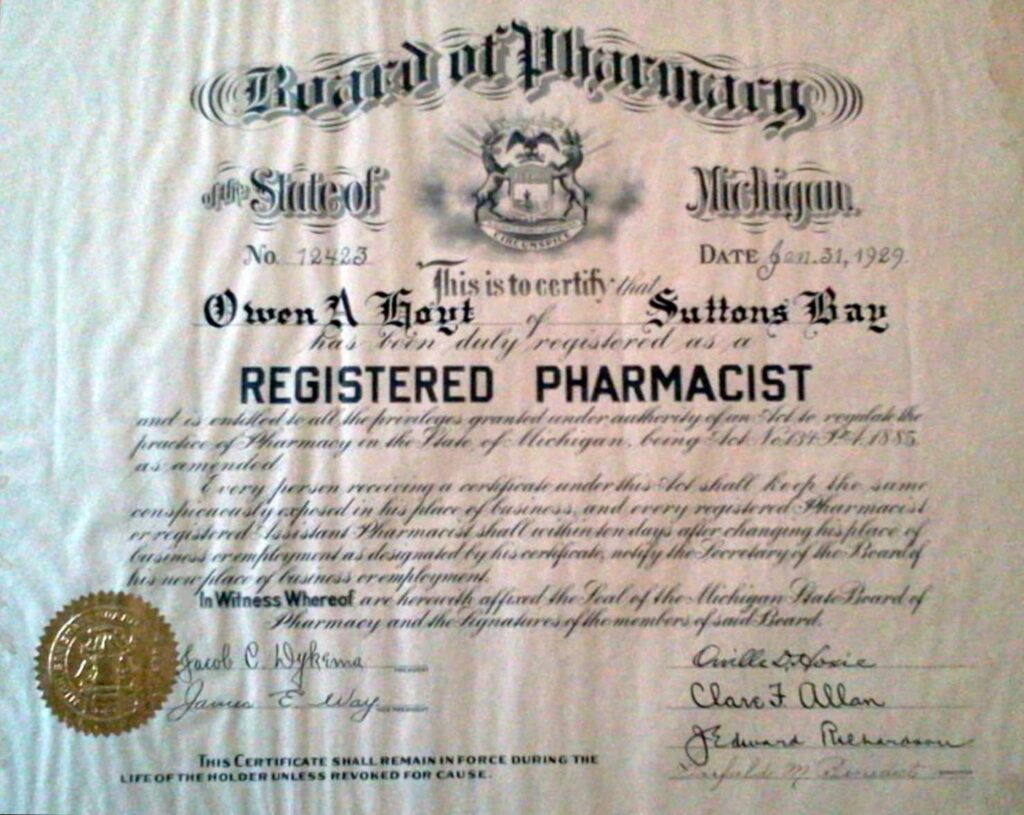 Board of Pharmacy
of the State of Michigan.
CIRCUMSPICE
No. 12423 DATE Jan. 31, 1929
This is to certify that
Owen A Hoyt of Suttons Bay
has been duly registered as a
REGISTERED PHARMACIST
and is entitled to all the privileges granted under authority of an Act to regulate the
practice of Pharmacy in the State of Michigan, being Act No. 134, 1885,
as amended.
Every person receiving a certificate under this Act shall keep the same
conspicuously exposed in his place of business, and every registered Pharmacist
or registered Assistant Pharmacist shall within ten days after changing his place of
business or employment as designated by his certificate, notify the Secretary of the Board of
his new place of business or employment.
In Witness Whereof are herewith affixed the Seal of the Michigan State Board of
Pharmacy and the Signatures of the members of said Board.
Jacob C. Dykema PRESIDENT
James E. Way VICE PRESIDENT
Orville D. Hoxie
Clare F. Allan
J Edward Richardson
M Benedict
THIS CERTIFICATE SHALL REMAIN IN FORCE DURING THE
LIFE OF THE HOLDER UNLESS REVOKED FOR CAUSE.